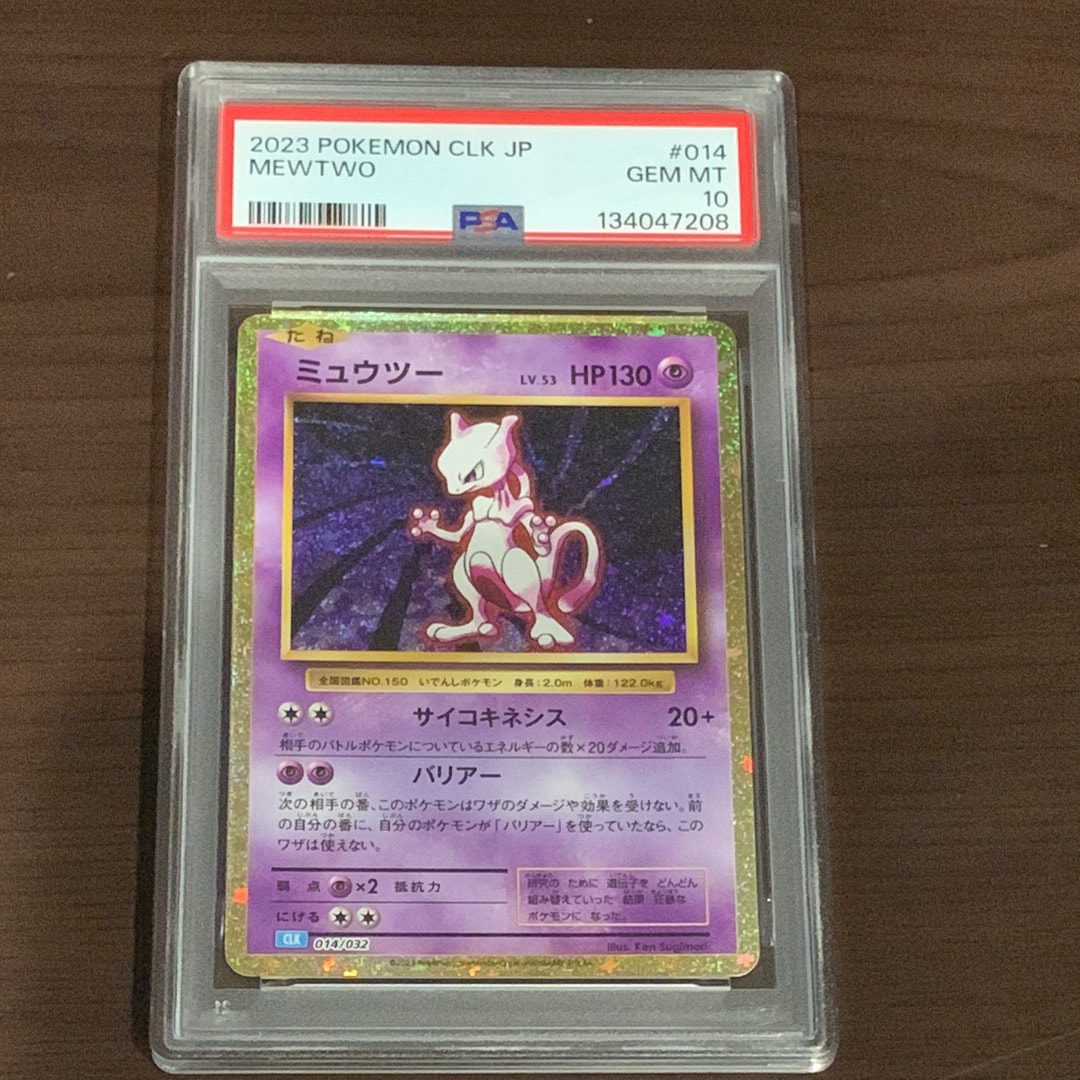 2023 POKEMON CLK JP #014
MEWTWO GEM MT
10
PSA 134047208
たね
ミュウツー LV.53 HP130
全国図鑑NO.150 いでんしポケモン 身長:2.0m 体重:122.0kg
サイコキネシス 20+
相手のバトルポケモンについているエネルギーの数×20ダメージ追加。
バリアー
次の相手の番、このポケモンはワザのダメージや効果を受けない。前
の自分の番に、自分のポケモンが「バリアー」を使っていたなら、この
ワザは使えない。
弱点 ×2 抵抗力
にげる
研究の ために 遺伝子を どんどん
組み替えていった 結果 狂暴な
ポケモンに なった。
CLK 014/032
Illus. Ken Sugimori